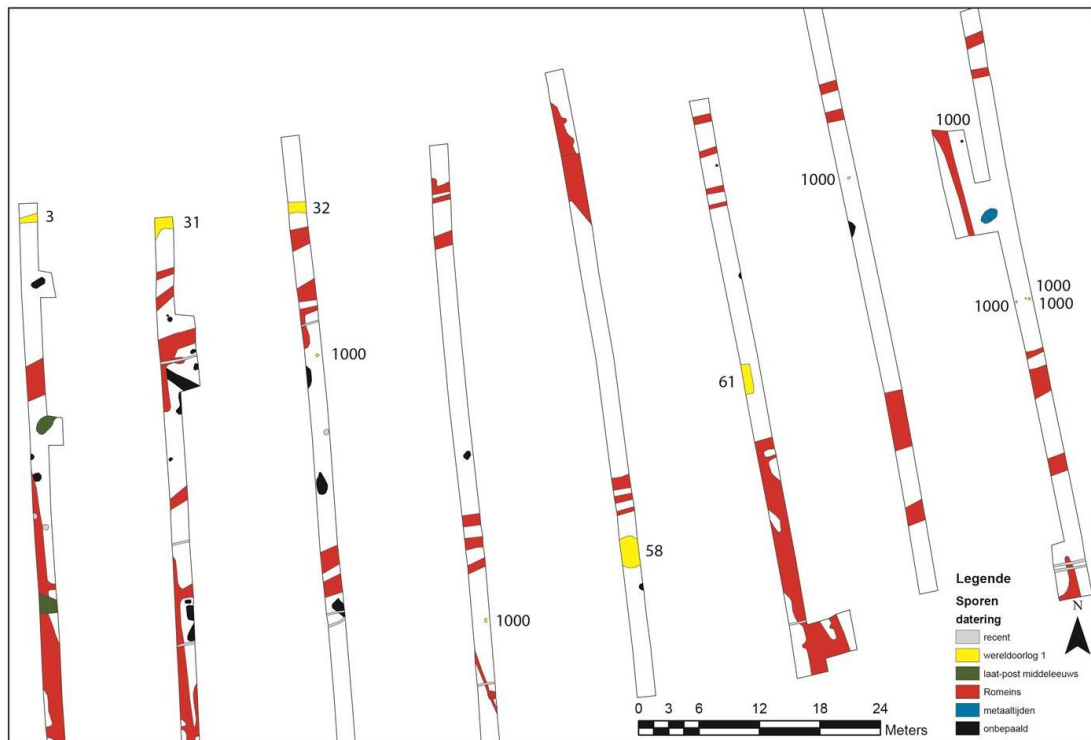 1000
1000
32
3
31
1000
1000
1000
1000
61
58
1000
Legende
Sporen
datering
recent
wereldoorlog 1
laat-post middeleeuws
Romeins
metaaltijden
onbepaald
N
0 3 6 12 18 24
Meters